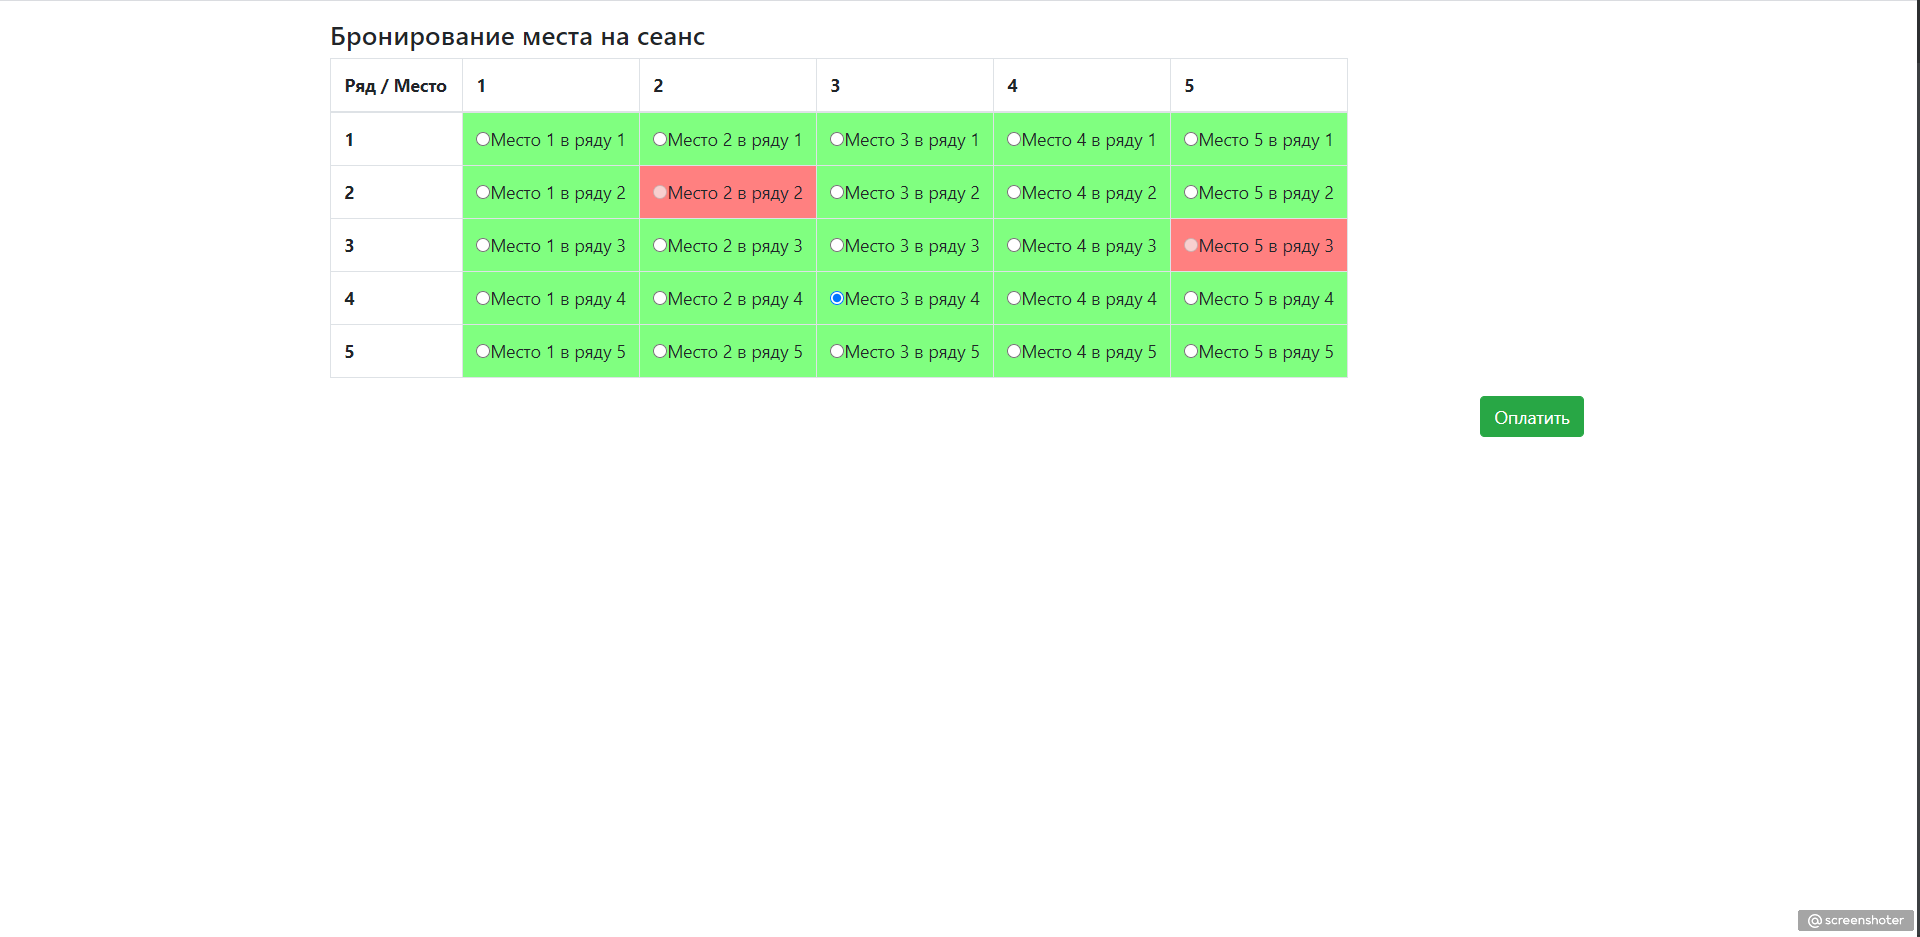 Бронирование места на сеанс
Ряд / Место 1 2 3 4 5
1 Место 1 в ряду 1 Место 2 в ряду 1 Место 3 в ряду 1 Место 4 в ряду 1 Место 5 в ряду 1
2 Место 1 в ряду 2 Место 2 в ряду 2 Место 3 в ряду 2 Место 4 в ряду 2 Место 5 в ряду 2
3 Место 1 в ряду 3 Место 2 в ряду 3 Место 3 в ряду 3 Место 4 в ряду 3 Место 5 в ряду 3
4 Место 1 в ряду 4 Место 2 в ряду 4 Место 3 в ряду 4 Место 4 в ряду 4 Место 5 в ряду 4
5 Место 1 в ряду 5 Место 2 в ряду 5 Место 3 в ряду 5 Место 4 в ряду 5 Место 5 в ряду 5
Оплатить
@screenshoter